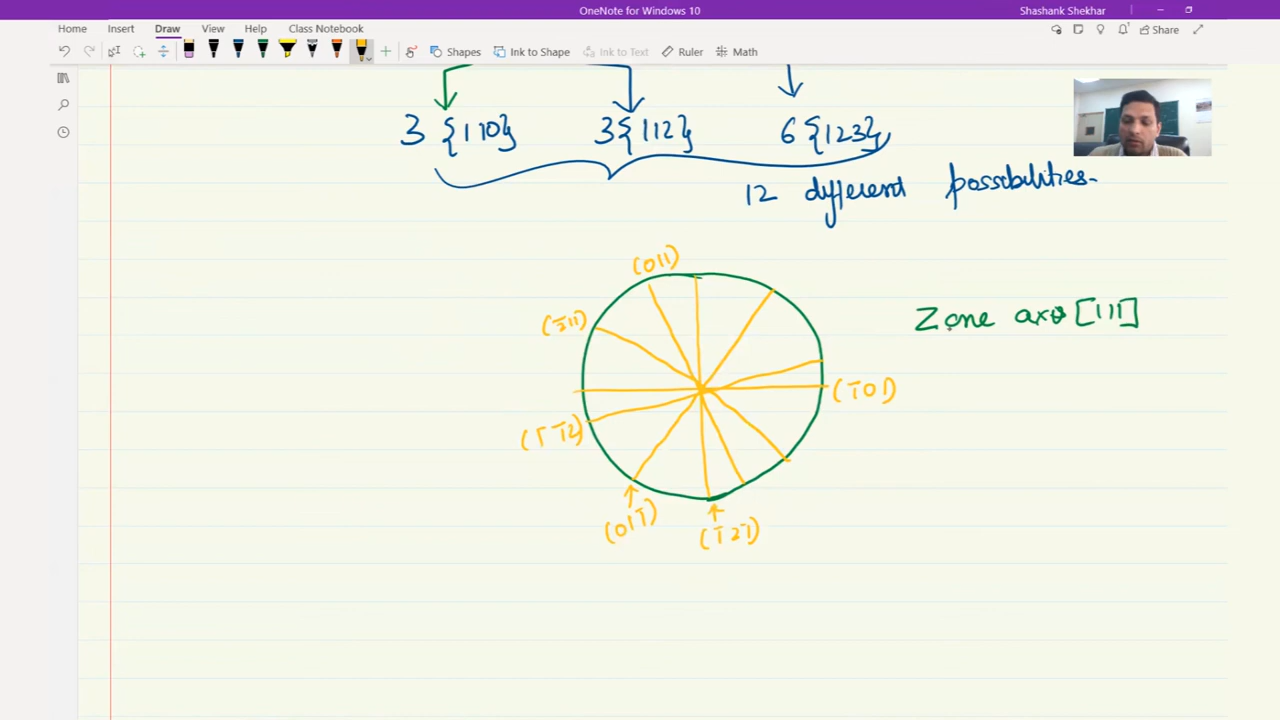 OneNote for Windows 10
Shashank Shekhar
Home Insert Draw View Help Class Notebook
Share
Shapes Ink to Shape Ink to Text Ruler Math
3 {110} 3{112} 6{123}
12 different possibilities-
(011)
(2̅11)
Zone axis [111]
(1̅01)
(1̅1̅2)
(011̅)
(1̅21̅)